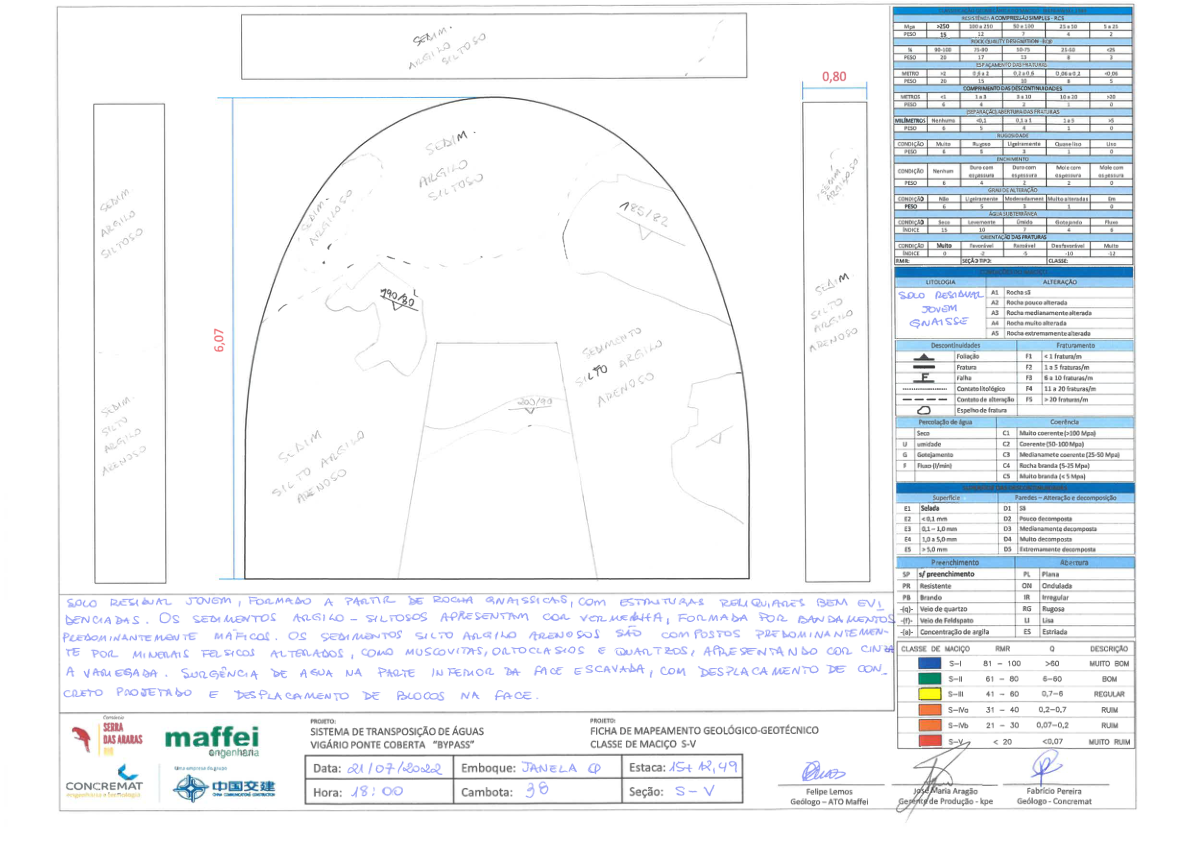 SEDIM.
ARGILO
SILTOSO
0,80
6,07
SEDIM
ARGILO
SILTOSO
SEDIM.
SILTO
ARGILO
ARENOSO
SEDIM.
ARGILO
SILTOSO
SEDIM.
ARGILOSO
185/82
190/80
SEDIMENTO
SILTO ARGILO
ARENOSO
SEDIM
SILTO ARGILO
ARENOSO
SEDIM
SILTO
ARGILO
ARENOSO
RESISTÊNCIA A COMPRESSÃO SIMPLES - RCS
Mpa >250 100 a 250 50 a 100 25 a 50 5 a 25
PESO 15 12 7 4 2
% 90-100 75-90 50-75 25-50 <25
PESO 20 17 13 8 3
ESPAÇAMENTO DAS FRATURAS
METRO >2 0,6 a 2 0,2 a 0,6 0,06 a 0,2 <0,06
PESO 20 15 10 8 5
COMPRIMENTO DAS DESCONTINUIDADES
METROS <1 1 a 3 3 a 10 10 a 20 >20
PESO 6 4 2 1 0
SEPARAÇÃO/ABERTURA DAS FRATURAS
MILÍMETROS Nenhuma <0,1 0,1 a 1 1 a 5 >5
PESO 6 5 4 1 0
RUGOSIDADE
CONDIÇÃO Muito Rugoso Ligeiramente Quase liso Liso
PESO 6 5 3 1 0
ENCHIMENTO
CONDIÇÃO Nenhum Duro com espessura Duro com espessura Mole com espessura Mole com espessura
PESO 6 4 2 2 0
GRAU DE ALTERAÇÃO
CONDIÇÃO Não Ligeiramente Moderadament Muito alteradas Em
PESO 6 5 3 1 0
ÁGUA SUBTERRÂNEA
CONDIÇÃO Seco Levemente Úmido Gotejando Fluxo
ÍNDICE 15 10 7 4
ORIENTAÇÃO DAS FRATURAS
CONDIÇÃO Muito Favorável Razoável Desfavorável Muito
ÍNDICE 0 -2 -5 -10 -12
RMR: SEÇÃO TIPO: CLASSE:
LITOLOGIA ALTERAÇÃO
SOLO RESIDUAL
JOVEM
GNAISSE
A1 Rocha sã
A2 Rocha pouco alterada
A3 Rocha medianamente alterada
A4 Rocha muito alterada
A5 Rocha extremamente alterada
Descontinuidades Fraturamento
Foliação F1 < 1 fratura/m
Fratura F2 1 a 5 fraturas/m
F Falha F3 6 a 10 fraturas/m
Contato litológico F4 11 a 20 fraturas/m
Contato de alteração F5 > 20 fraturas/m
Espelho de fratura
Percolação de água Coerência
Seco C1 Muito coerente (>100 Mpa)
U umidade C2 Coerente (50-100 Mpa)
G Gotejamento C3 Medianamete coerente (25-50 Mpa)
F Fluxo (l/min) C4 Rocha branda (5-25 Mpa)
C5 Muito branda (< 5 Mpa)
Superfície Paredes – Alteração e decomposição
E1 Selada D1 Sã
E2 < 0,1 mm D2 Pouco decomposta
E3 0,1 – 1,0 mm D3 Medianamente decomposta
E4 1,0 a 5,0 mm D4 Muito decomposta
E5 > 5,0 mm D5 Extremamente decomposta
Preenchimento Abertura
SP s/ preenchimento PL Plana
PR Resistente ON Ondulada
PB Brando IR Irregular
-(q)- Veio de quartzo RG Rugosa
-(f)- Veio de Feldspato LI Lisa
-(a)- Concentração de argila ES Estriada
CLASSE DE MACIÇO RMR Q DESCRIÇÃO
S-I 81 - 100 >60 MUITO BOM
S-II 61 - 80 6-60 BOM
S-III 41 - 60 0,7-6 REGULAR
S-IVa 31 - 40 0,2-0,7 RUIM
S-IVb 21 - 30 0,07-0,2 RUIM
S-V < 20 <0,07 MUITO RUIM
SOLO RESIDUAL JOVEM, FORMADO A PARTIR DE ROCHA GNAISSICAS, COM ESTRUTURAS RELIQUIARES BEM EVI
DENCIADAS. OS SEDIMENTOS ARGILO-SILTOSOS APRESENTAM COR VERMELHA, FORMADA POR BANDAMENTOS
PREDOMINANTEMENTE MÁFICOS. OS SEDIMENTOS SILTO ARGILO ARENOSOS SÃO COMPOSTOS PREDOMINANTEMEN-
TE POR MINERAIS FELSICOS ALTERADOS, COMO MUSCOVITAS, ORTOCLASIOS E QUARTZOS, APRESENTANDO COR CINZA
A VARIEGADA. SURGÊNCIA DE AGUA NA PARTE INFERIOR DA FACE ESCAVADA, COM DESPLACAMENTO DE CON-
CRETO PROJETADO E DESPLACAMENTO DE BLOCOS NA FACE.
Consórcio
SERRA
DAS ARARAS
maffei
engenharia
CONCREMAT
engenharia e tecnologia
Uma empresa do grupo
中国交建
CHINA COMMUNICATIONS CONSTRUCTION
PROJETO:
SISTEMA DE TRANSPOSIÇÃO DE ÁGUAS
VIGÁRIO PONTE COBERTA "BYPASS"
PROJETO:
FICHA DE MAPEAMENTO GEOLÓGICO-GEOTÉCNICO
CLASSE DE MACIÇO S-V
Data: 21/07/2022 Emboque: JANELA Estaca: 15+12,49
Hora: 18:00 Cambota: 38 Seção: S-V
Felipe Lemos
Geólogo – ATO Maffei
José Maria Aragão
Gerente de Produção - kpe
Fabrício Pereira
Geólogo - Concremat